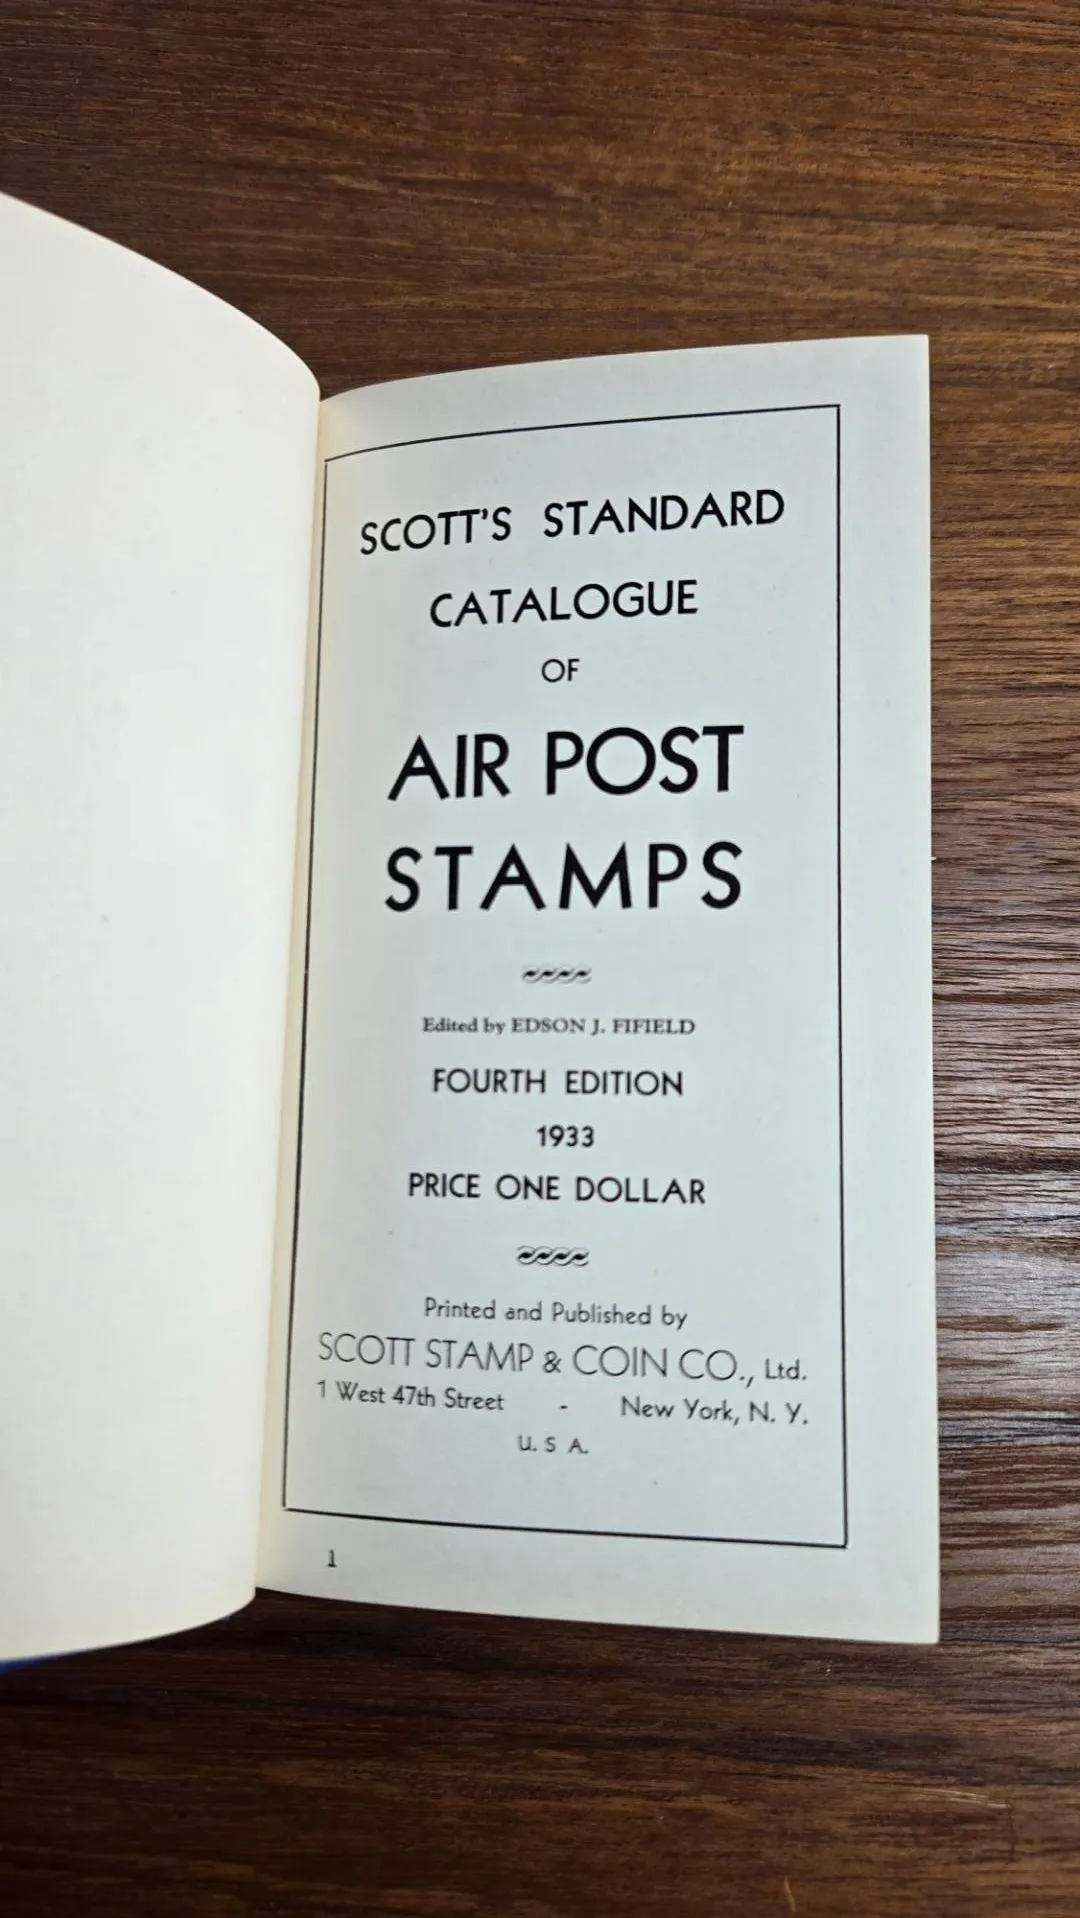 SCOTT'S STANDARD
CATALOGUE
OF
AIR POST
STAMPS
Edited by EDSON J. FIFIELD
FOURTH EDITION
1933
PRICE ONE DOLLAR
Printed and Published by
SCOTT STAMP & COIN CO., Ltd.
1 West 47th Street - New York, N. Y.
U. S A.
1